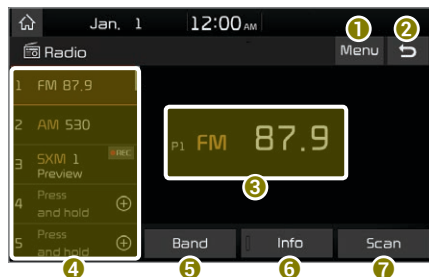 Jan. 1 12:00 AM
1
2
Radio
Menu
1 FM 87.9
2 AM 530
3 SXM 1 REC
Preview
4 Press
and hold
5 Press
and hold
P1 FM 87.9
3
Band
Info
Scan
4
5
6
7